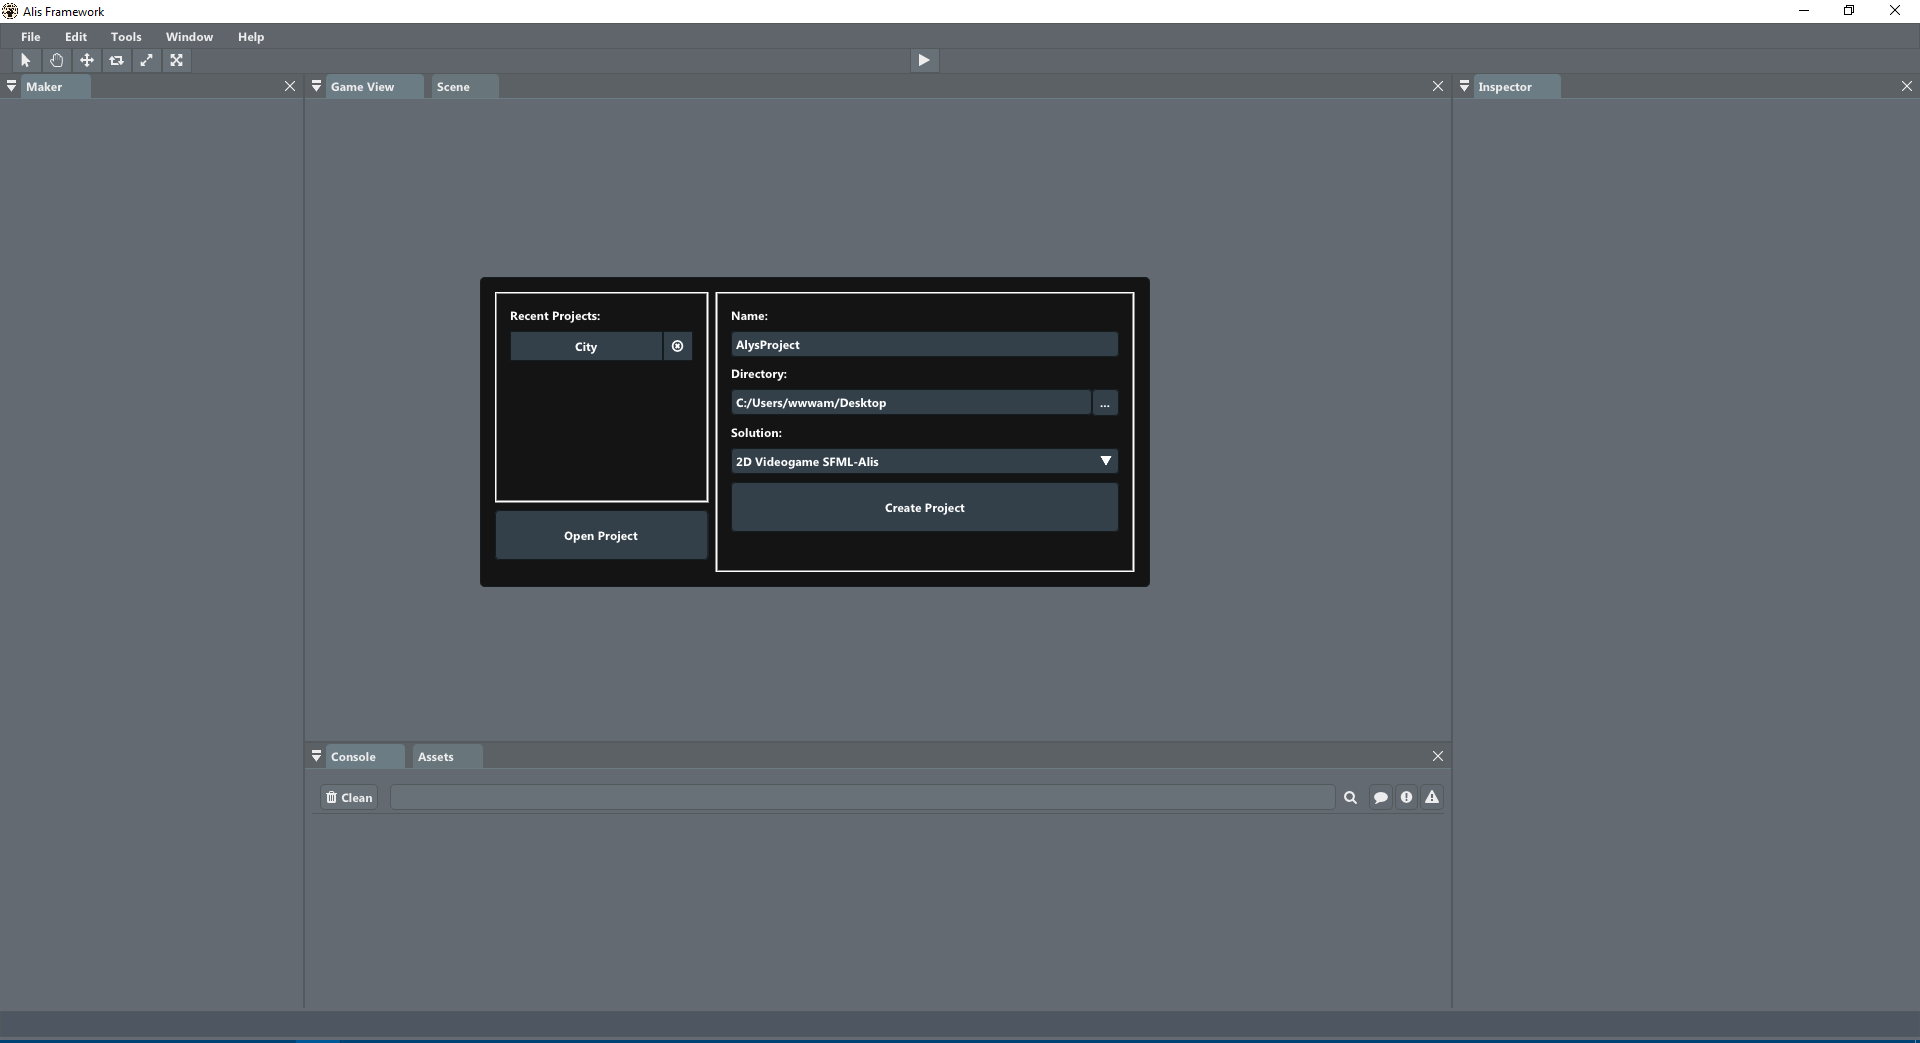 Alis Framework
File Edit Tools Window Help
Maker
Game View Scene
Inspector
Recent Projects:
City
Open Project
Name:
AlysProject
Directory:
C:/Users/wwwam/Desktop ...
Solution:
2D Videogame SFML-Alis
Create Project
Console Assets
Clean